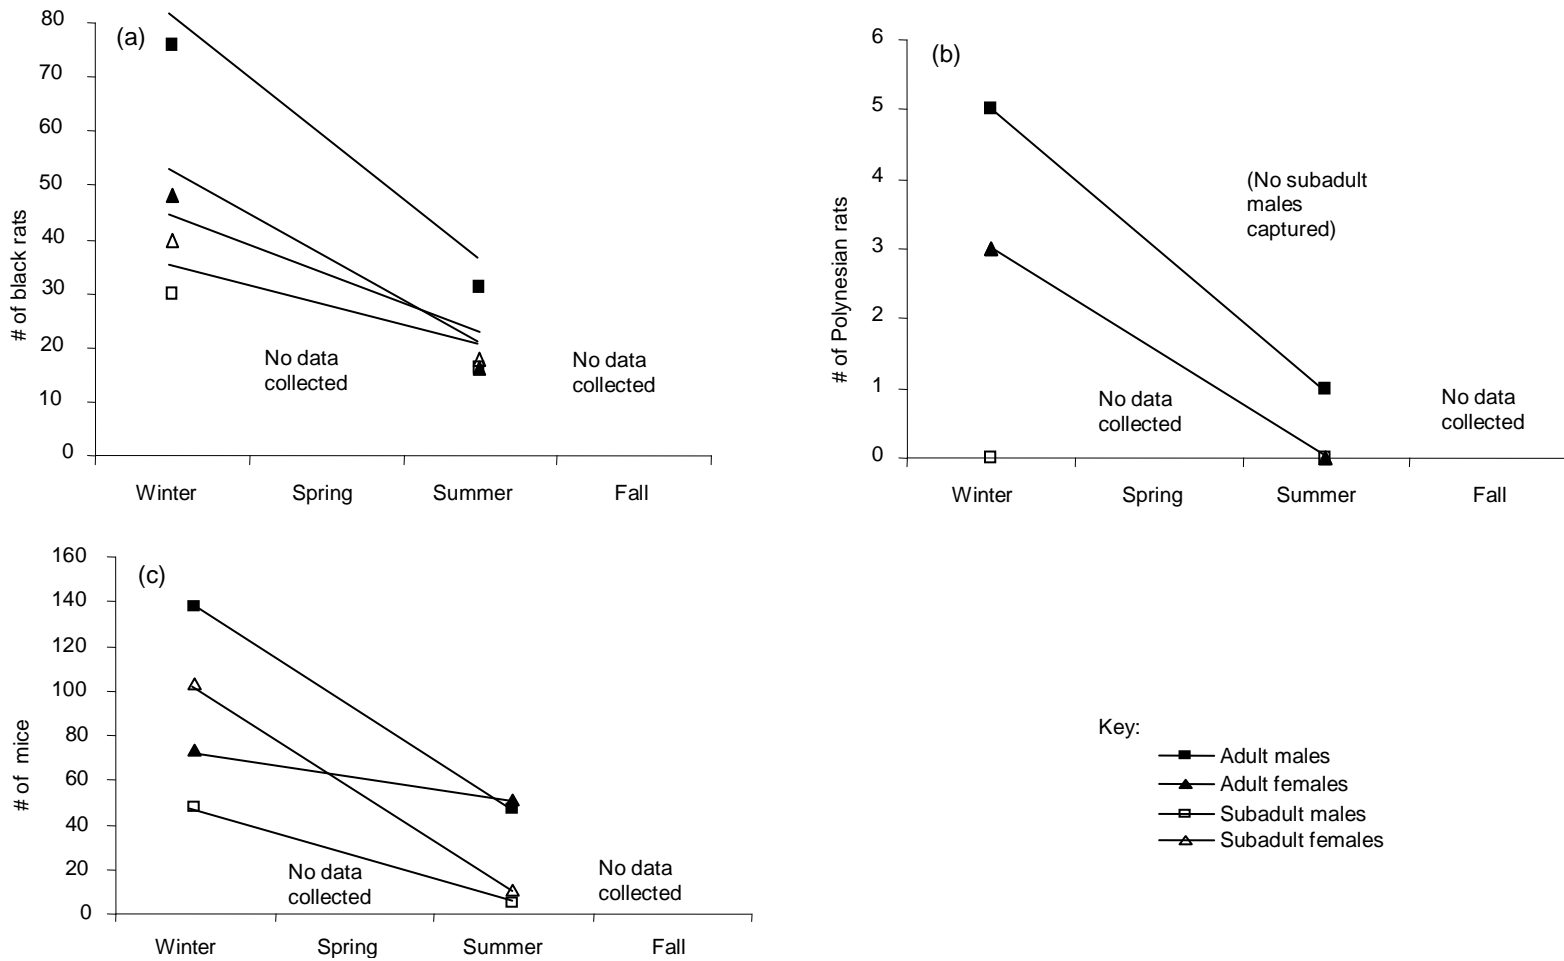 (a)
# of black rats
80
70
60
50
40
30
20
10
0
No data
collected
No data
collected
Winter Spring Summer Fall
(b)
# of Polynesian rats
6
5
4
3
2
1
0
(No subadult
males
captured)
No data
collected
No data
collected
Winter Spring Summer Fall
(c)
# of mice
160
140
120
100
80
60
40
20
0
No data
collected
No data
collected
Winter Spring Summer Fall
Key:
Adult males
Adult females
Subadult males
Subadult females